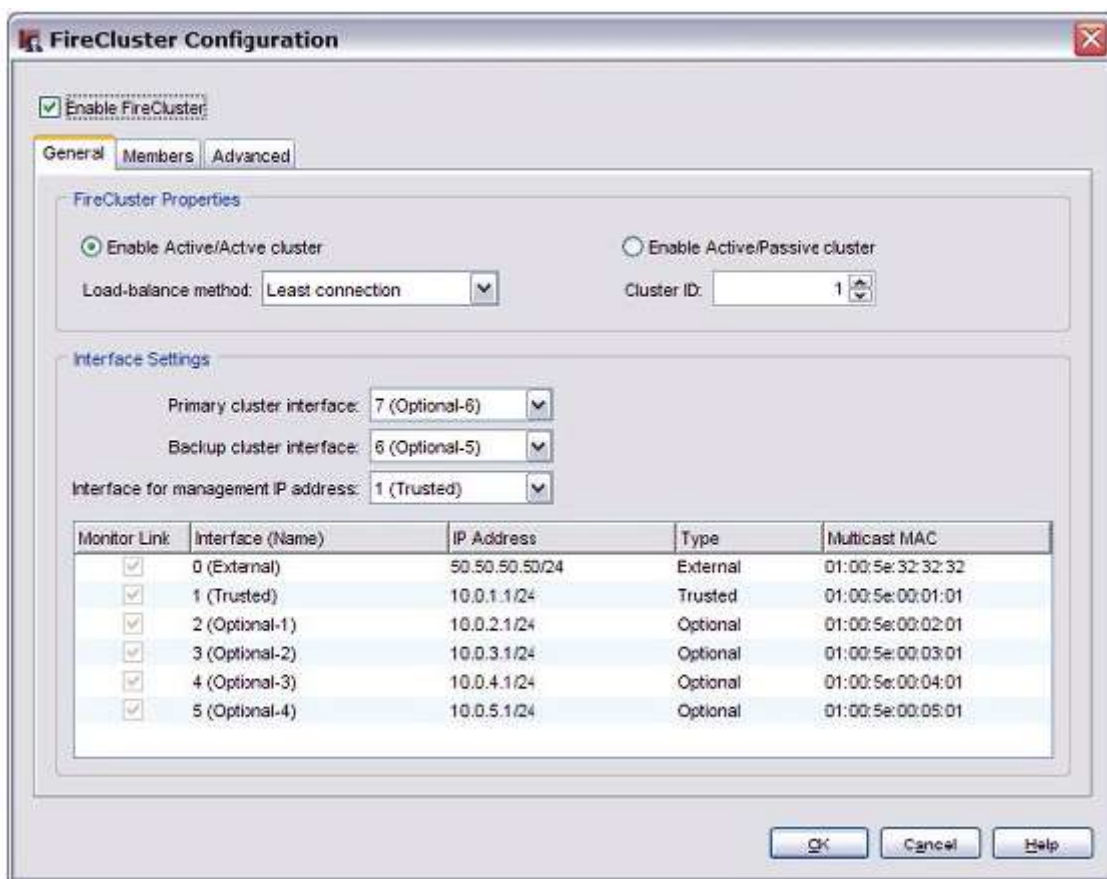 FireCluster Configuration
Enable FireCluster
General Members Advanced
FireCluster Properties
Enable Active/Active cluster
Enable Active/Passive cluster
Load-balance method: Least connection
Cluster ID: 1
Interface Settings
Primary cluster interface: 7 (Optional-6)
Backup cluster interface: 6 (Optional-5)
Interface for management IP address: 1 (Trusted)
Monitor Link Interface (Name) IP Address Type Multicast MAC
0 (External) 50.50.50.50/24 External 01:00:5e:32:32:32
1 (Trusted) 10.0.1.1/24 Trusted 01:00:5e:00:01:01
2 (Optional-1) 10.0.2.1/24 Optional 01:00:5e:00:02:01
3 (Optional-2) 10.0.3.1/24 Optional 01:00:5e:00:03:01
4 (Optional-3) 10.0.4.1/24 Optional 01:00:5e:00:04:01
5 (Optional-4) 10.0.5.1/24 Optional 01:00:5e:00:05:01
OK Cancel Help